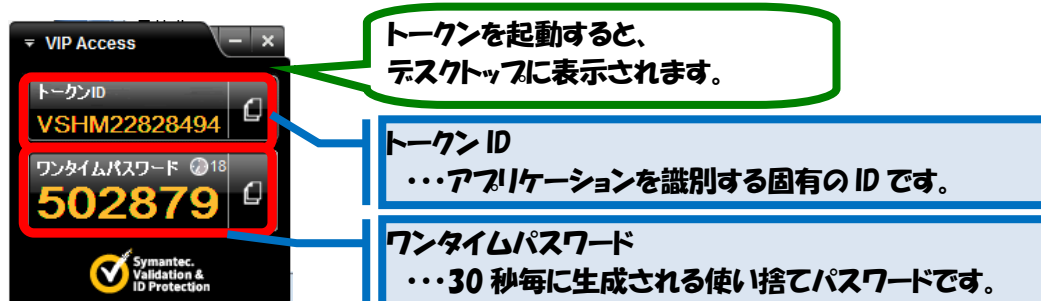 VIP Access
トークンID
VSHM22828494
ワンタイムパスワード 18
502879
Symantec.
Validation &
ID Protection
トークンを起動すると、
デスクトップに表示されます。
トークン ID
・・・アプリケーションを識別する固有の ID です。
ワンタイムパスワード
・・・30 秒毎に生成される使い捨てパスワードです。